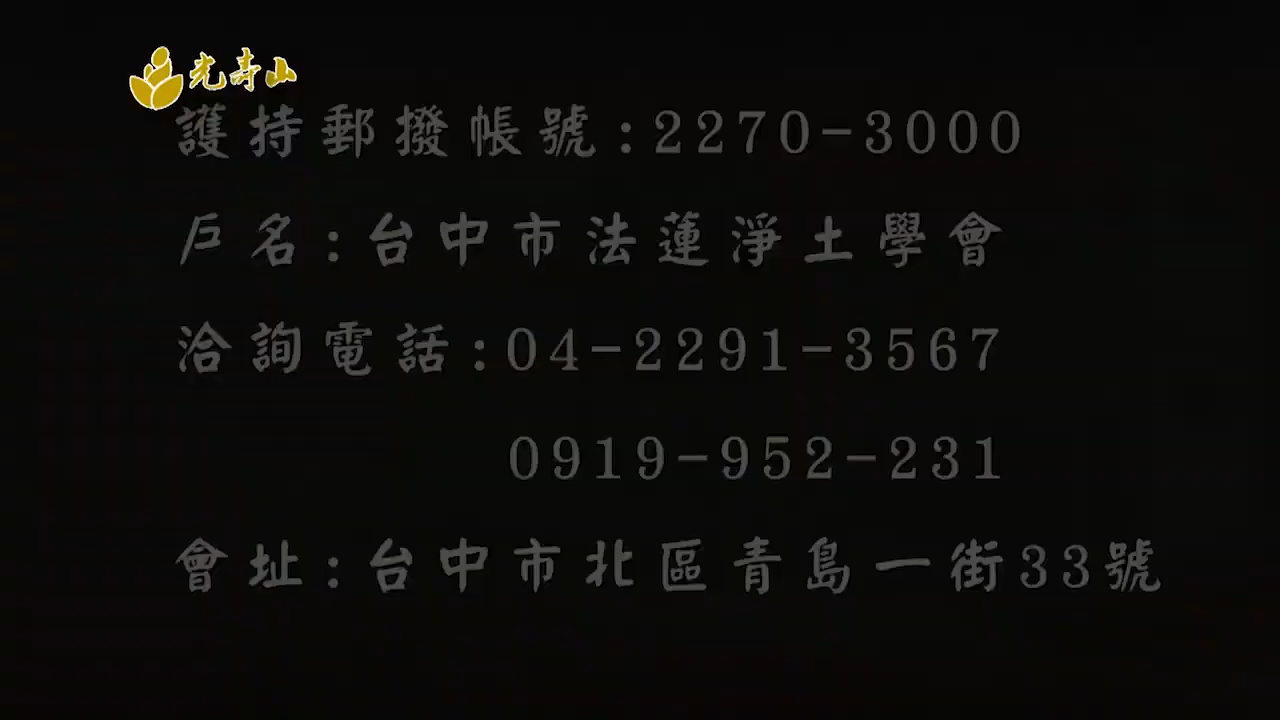 光壽山
護持郵撥帳號:2270-3000
戶名:台中市法蓮淨土學會
洽詢電話:04-2291-3567
0919-952-231
會址:台中市北區青島一街33號